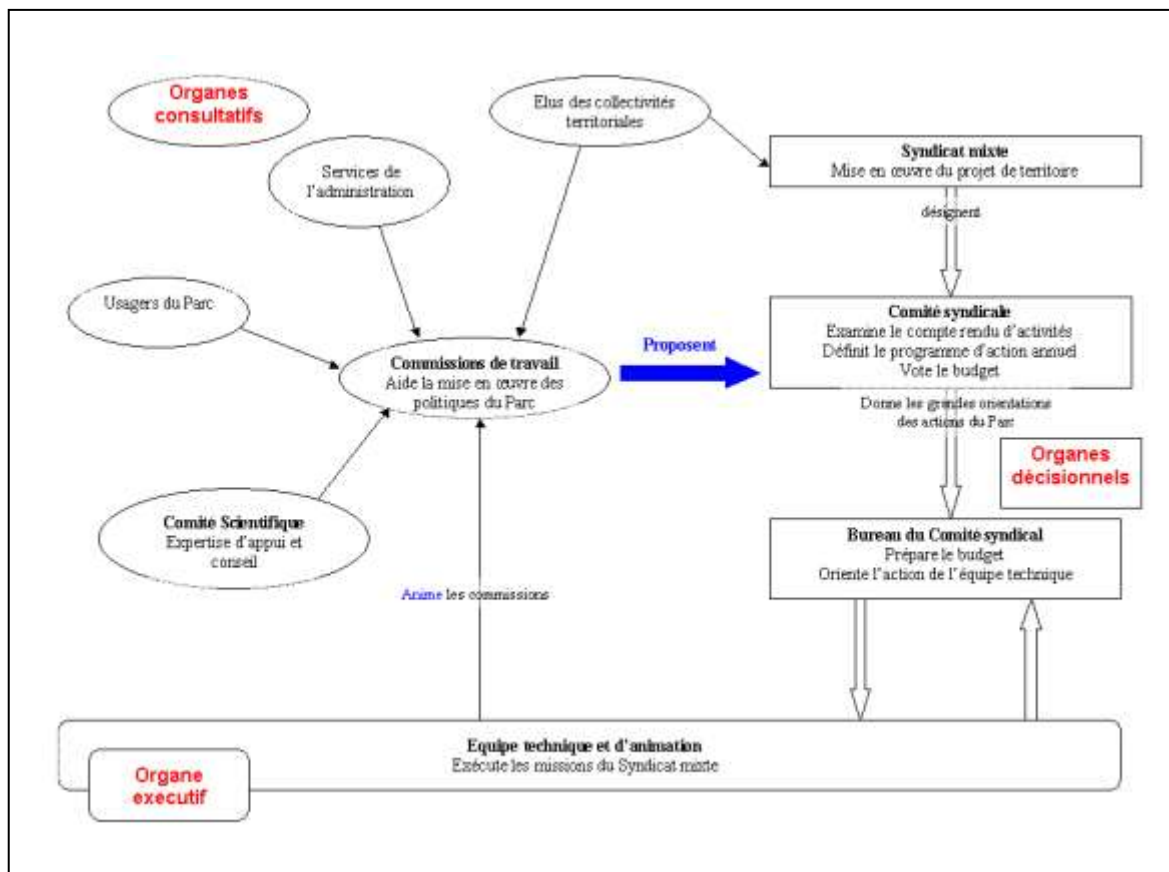 Organes
consultatifs
Elus des collectivités
territoriales
Services de
l'administration
Syndicat mixte
Mise en œuvre du projet de territoire
désignent
Usagers du Parc
Comité syndicale
Examine le compte rendu d'activités
Définit le programme d'action annuel
Vote le budget
Proposent
Commissions de travail
Aide la mise en œuvre des
politiques du Parc
Donne les grandes orientations
des actions du Parc
Organes
décisionnels
Comité Scientifique
Expertise d'appui et
conseil
Bureau du Comité syndical
Prépare le budget
Oriente l'action de l'équipe technique
Anime les commissions
Equipe technique et d'animation
Exécute les missions du Syndicat mixte
Organe
executif